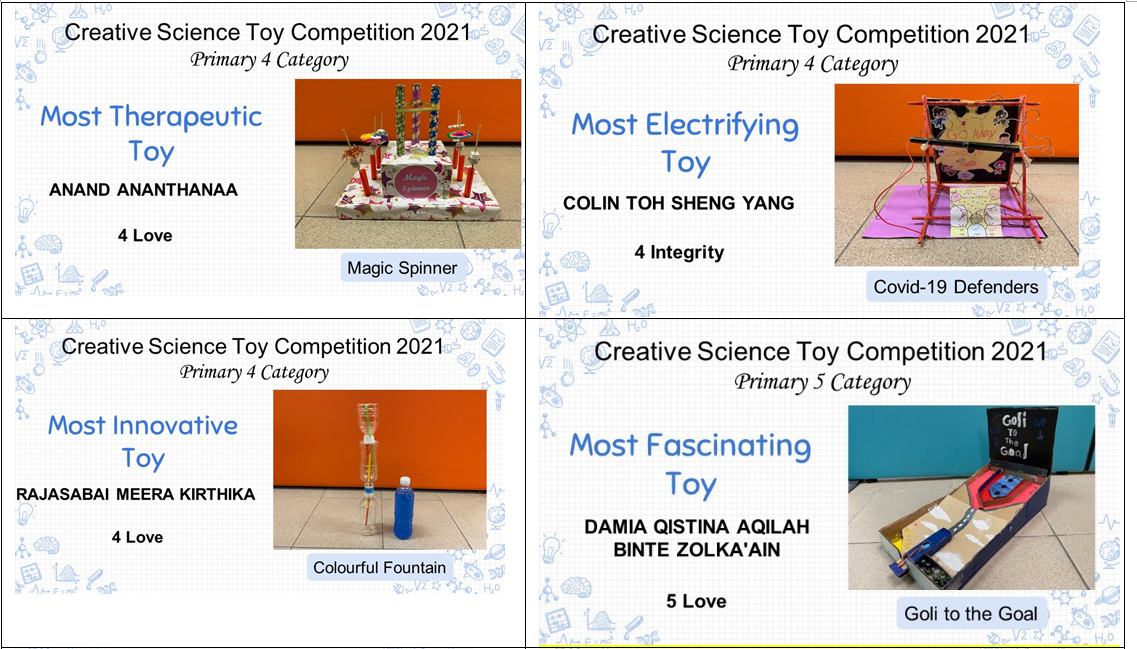 Creative Science Toy Competition 2021
Primary 4 Category
Most Therapeutic
Toy
ANAND ANANTHANAA
4 Love
Magic
Spinner
Magic Spinner
Creative Science Toy Competition 2021
Primary 4 Category
Most Electrifying
Toy
COLIN TOH SHENG YANG
4 Integrity
GO AWAY
Covid-19 Defenders
Creative Science Toy Competition 2021
Primary 4 Category
Most Innovative
Toy
RAJASABAI MEERA KIRTHIKA
4 Love
Colourful Fountain
Creative Science Toy Competition 2021
Primary 5 Category
Most Fascinating
Toy
DAMIA QISTINA AQILAH
BINTE ZOLKA'AIN
5 Love
Goli
To
The
Goal
Goli to the Goal